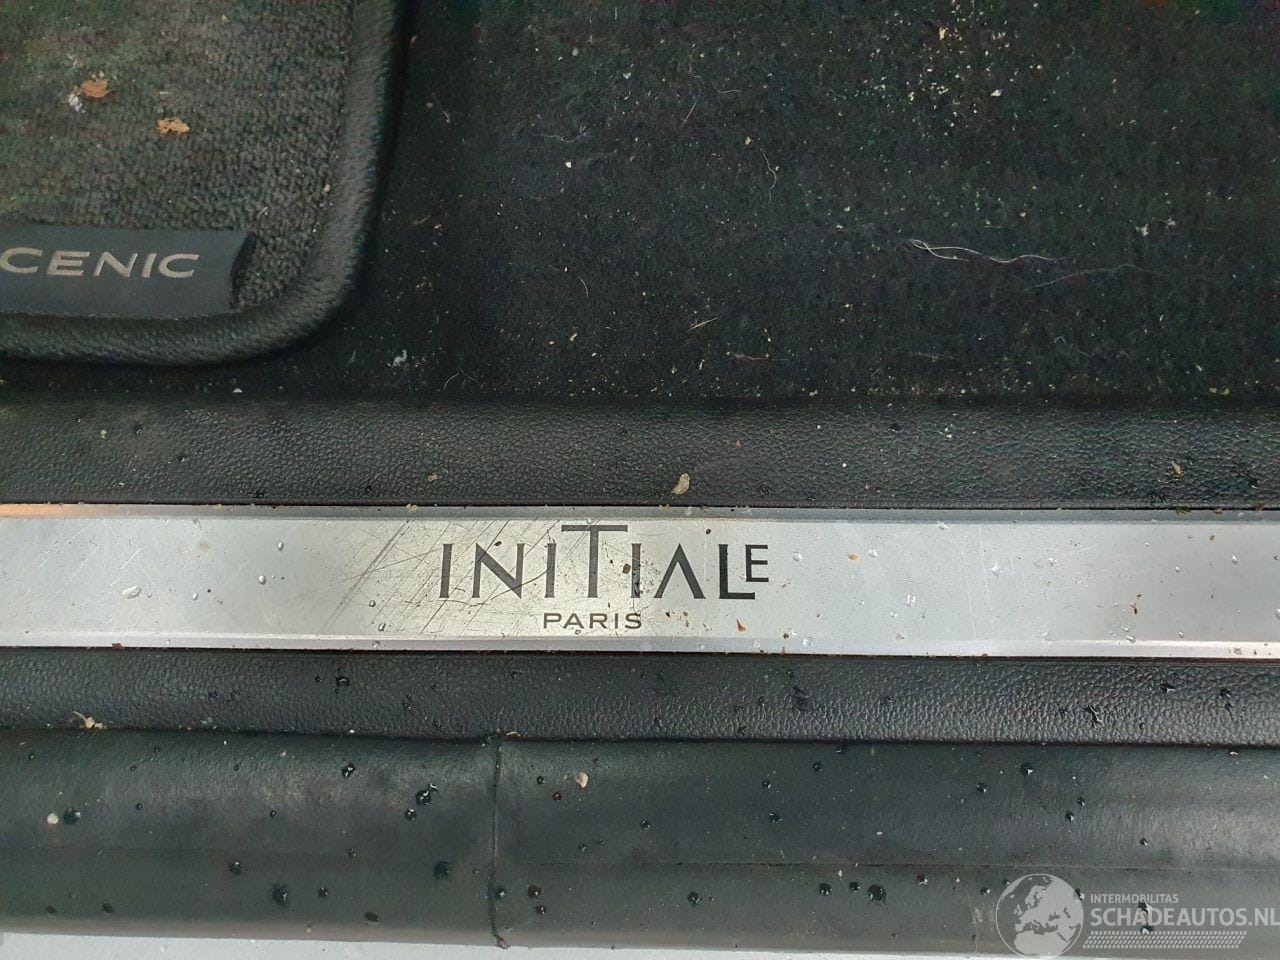 CENIC
INITIALE
PARIS
INTERMOBILITAS
SCHADEAUTOS.NL